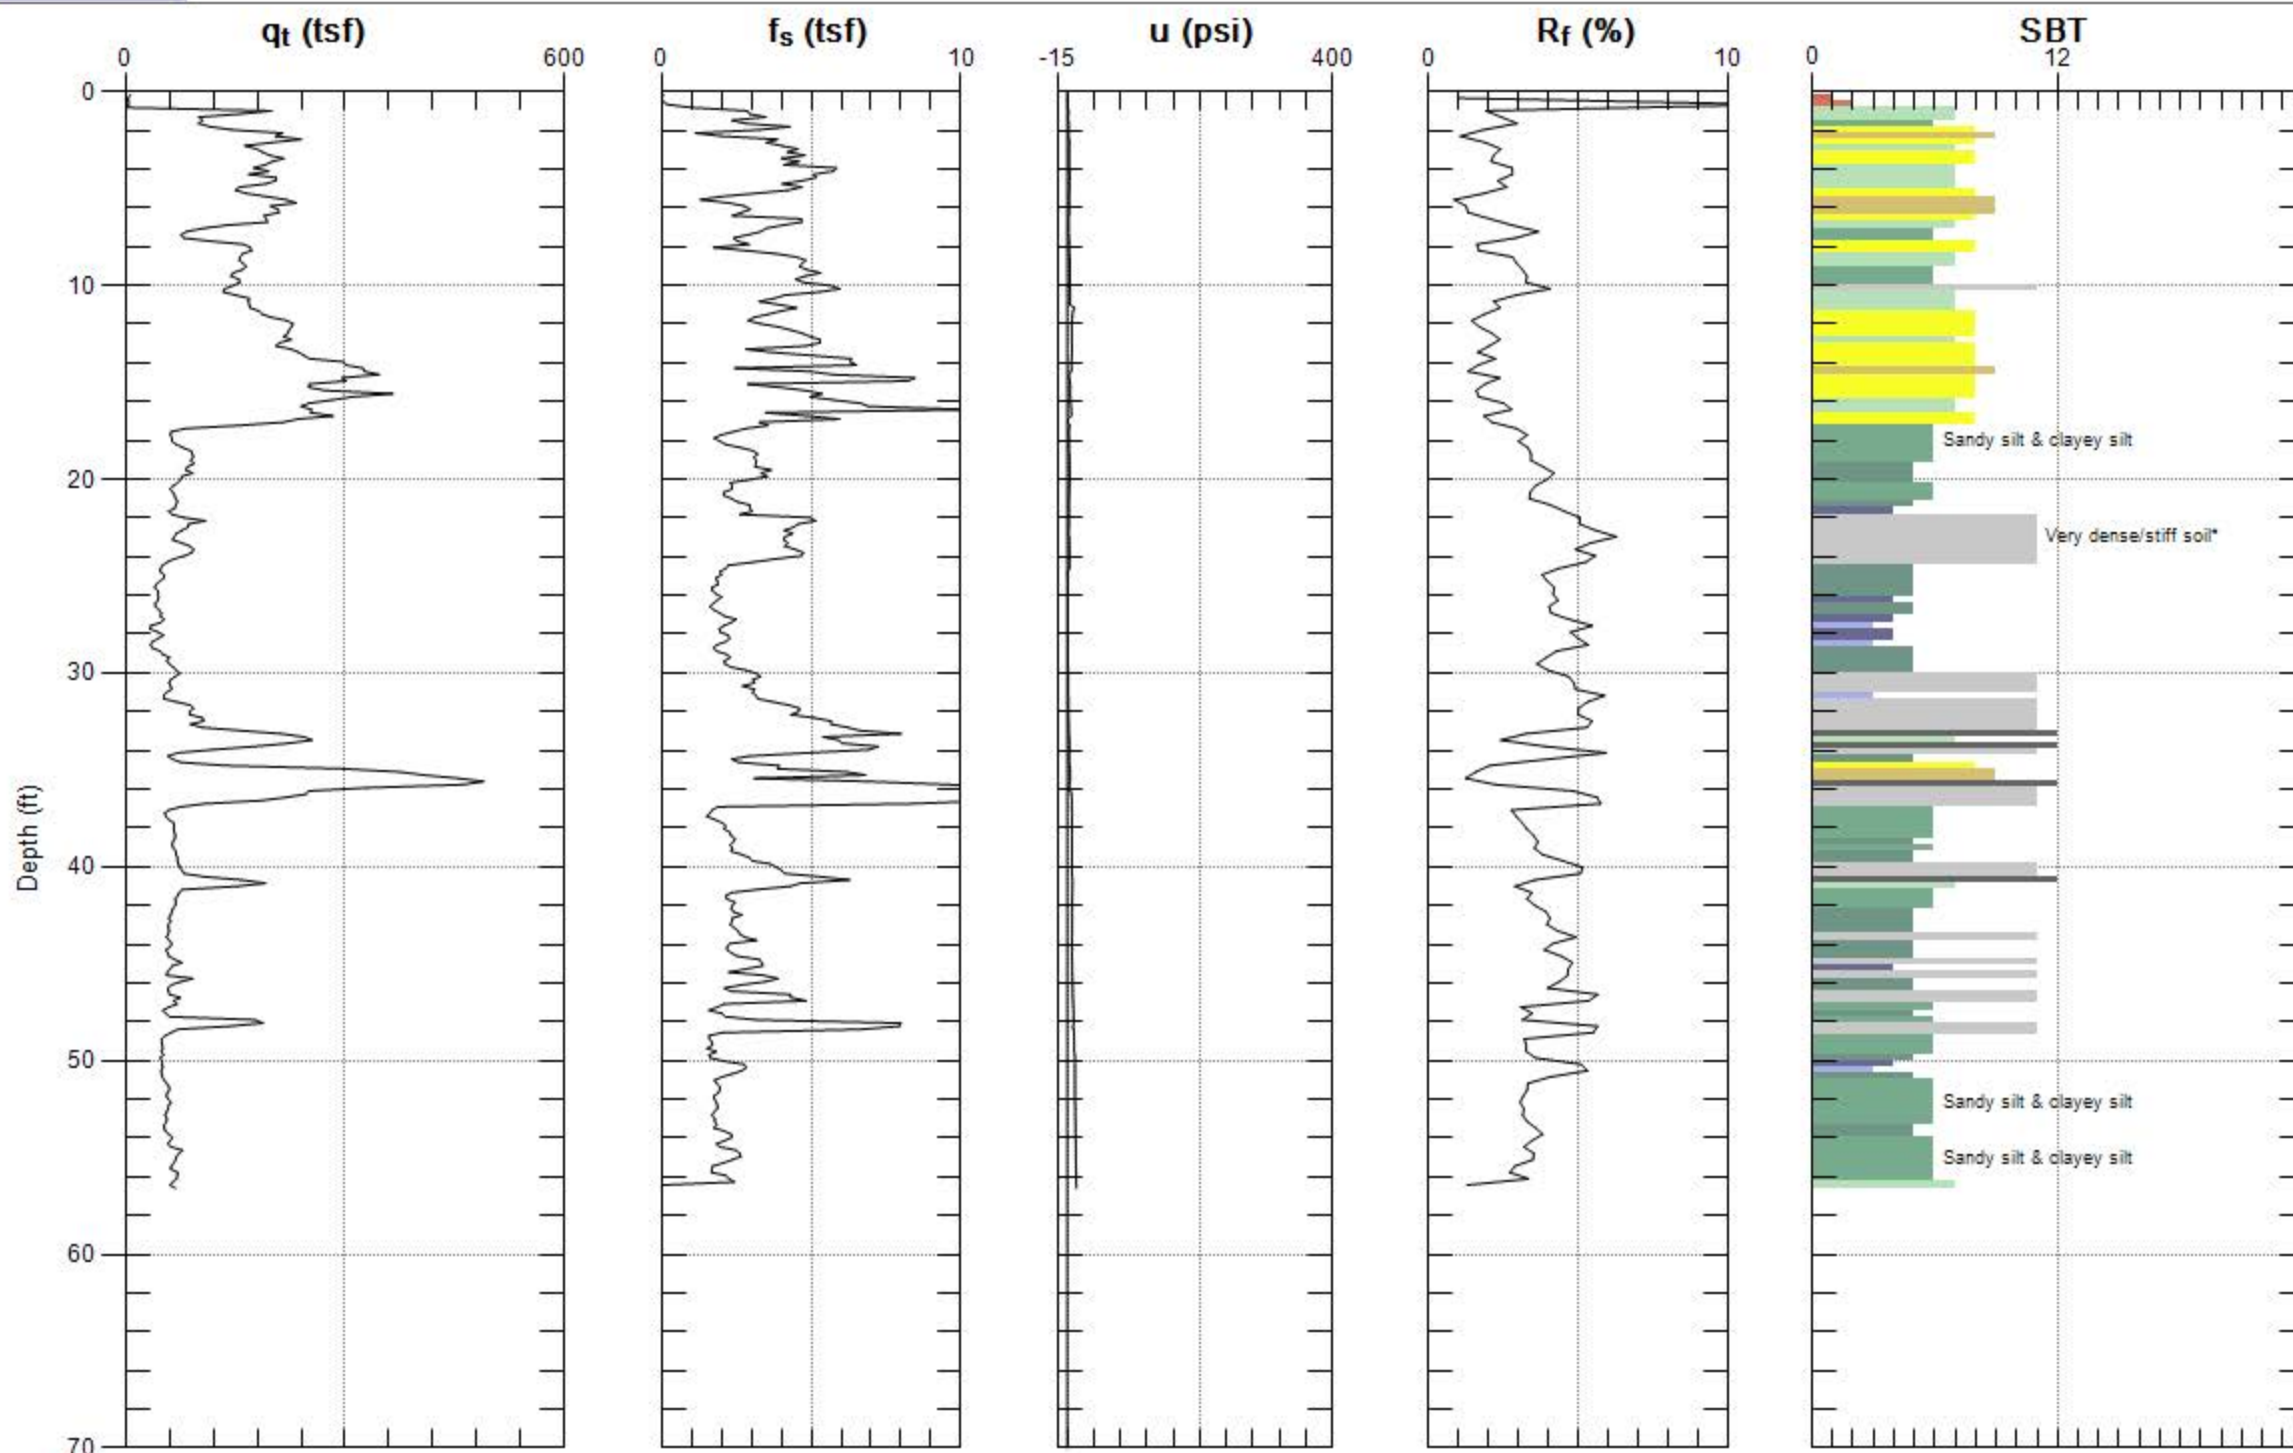 qt (tsf) fs (tsf) u (psi) Rf (%) SBT
0 600 0 10 -15 400 0 10 0 12
0
10
Sandy silt & clayey silt
20
Very dense/stiff soil*
30
Depth (ft)
40
50
Sandy silt & clayey silt
Sandy silt & clayey silt
60
70